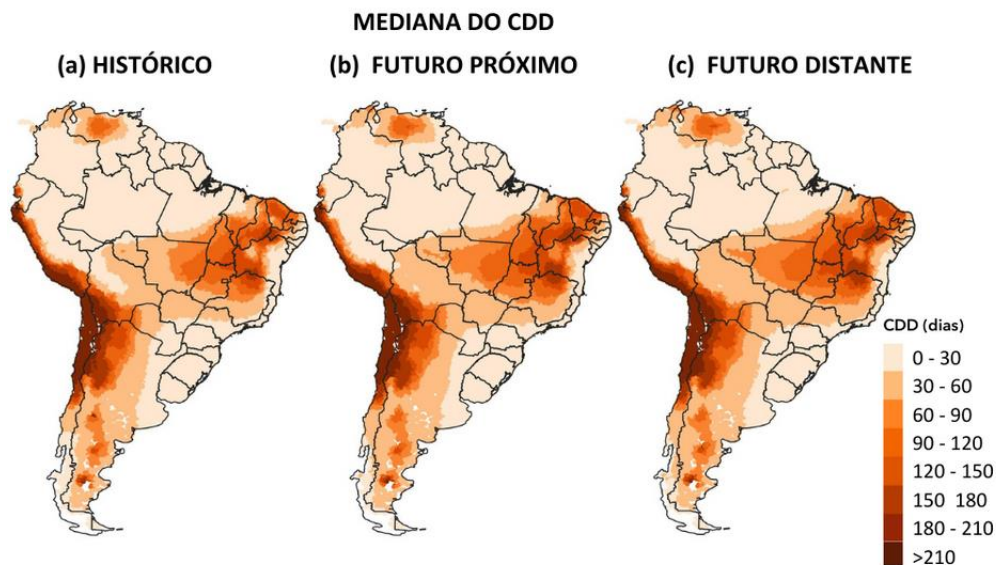 MEDIANA DO CDD
(a) HISTÓRICO
(b) FUTURO PRÓXIMO
(c) FUTURO DISTANTE
CDD (dias)
0 - 30
30 - 60
60 - 90
90 - 120
120 - 150
150 180
180 - 210
>210